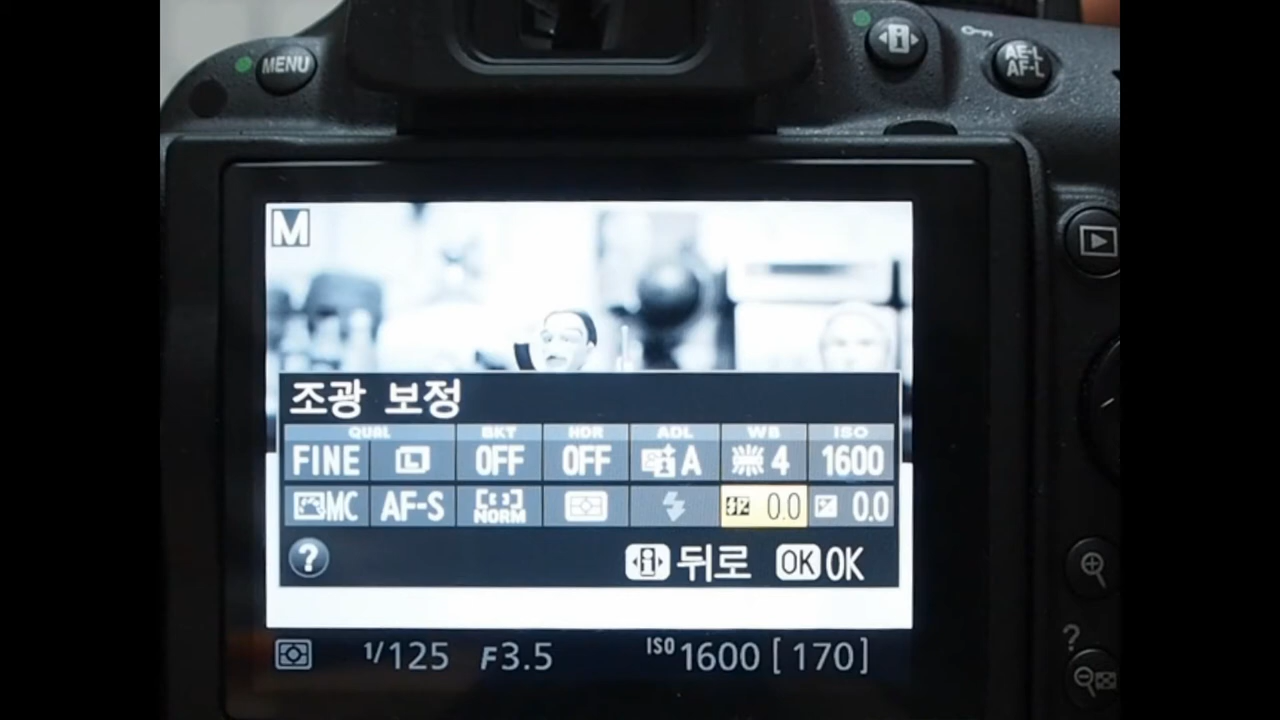 MENU
i
AE-L
AF-L
M
조광 보정
QUAL BKT HDR ADL WB ISO
FINE L OFF OFF A 4 1600
MC AF-S NORM 0.0 0.0
? i 뒤로 OK OK
1/125 F3.5 ISO 1600 [170]
?